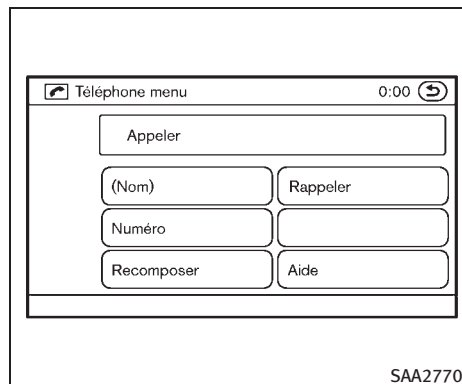 Téléphone menu 0:00
Appeler
(Nom) Rappeler
Numéro
Recomposer Aide
SAA2770